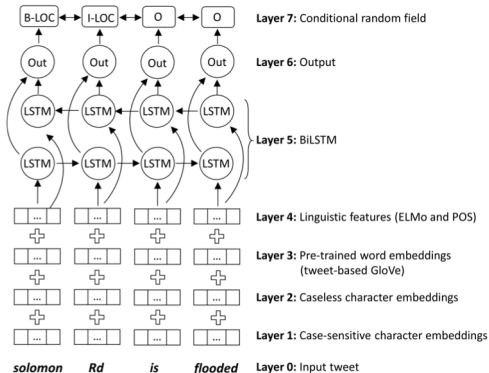 B-LOC I-LOC O O Layer 7: Conditional random field
Out Out Out Out Layer 6: Output
LSTM LSTM LSTM LSTM
Layer 5: BiLSTM
LSTM LSTM LSTM LSTM
... ... ... ... Layer 4: Linguistic features (ELMo and POS)
... ... ... ... Layer 3: Pre-trained word embeddings
(tweet-based GloVe)
... ... ... ... Layer 2: Caseless character embeddings
... ... ... ... Layer 1: Case-sensitive character embeddings
solomon Rd is flooded Layer 0: Input tweet